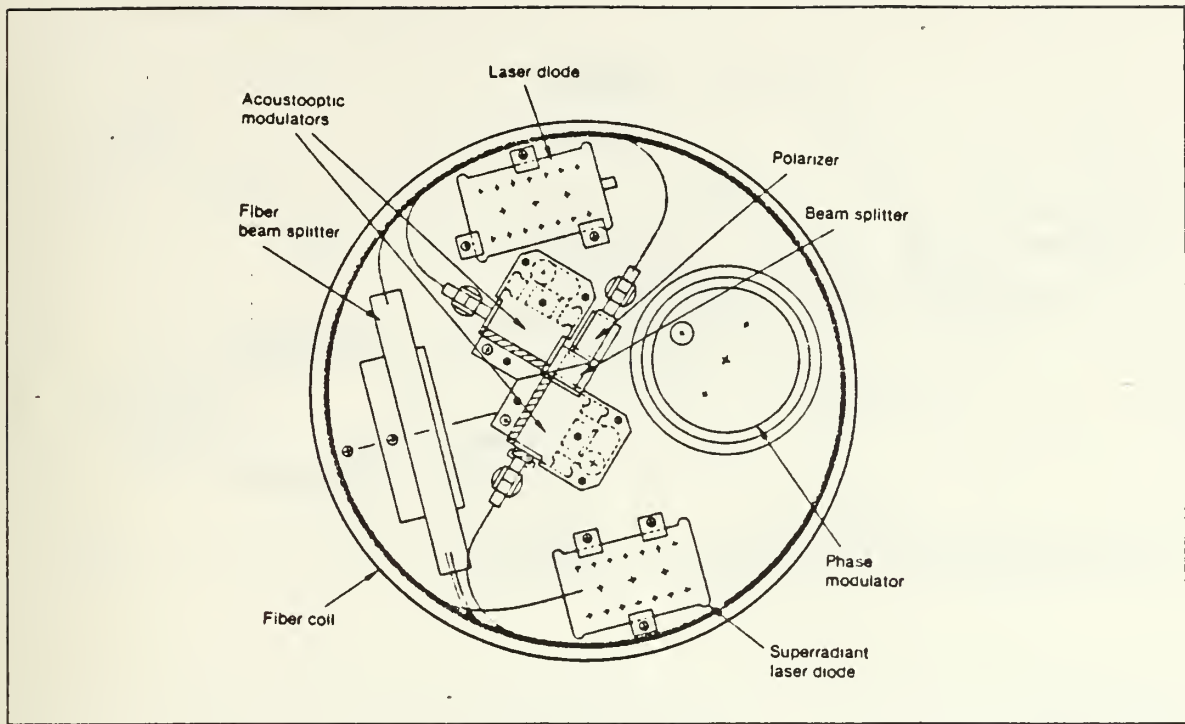 Laser diode
Acoustooptic
modulators
Polarizer
Fiber
beam splitter
Beam splitter
Phase
modulator
Fiber coil
Superradiant
laser diode